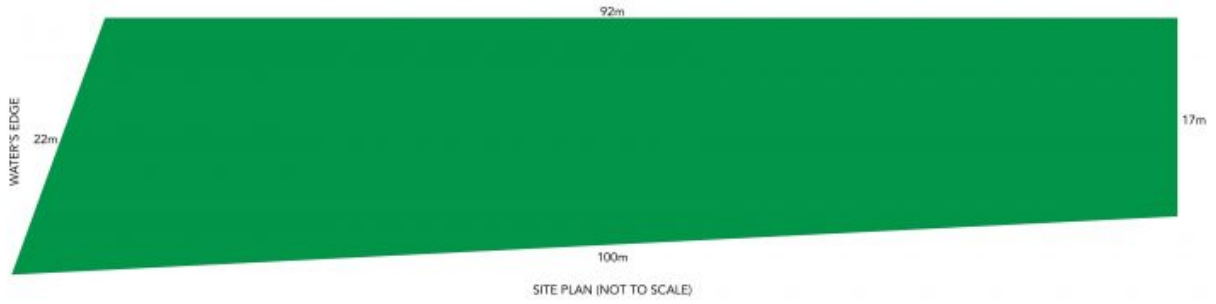 92m
WATER'S EDGE
22m
17m
100m
SITE PLAN (NOT TO SCALE)